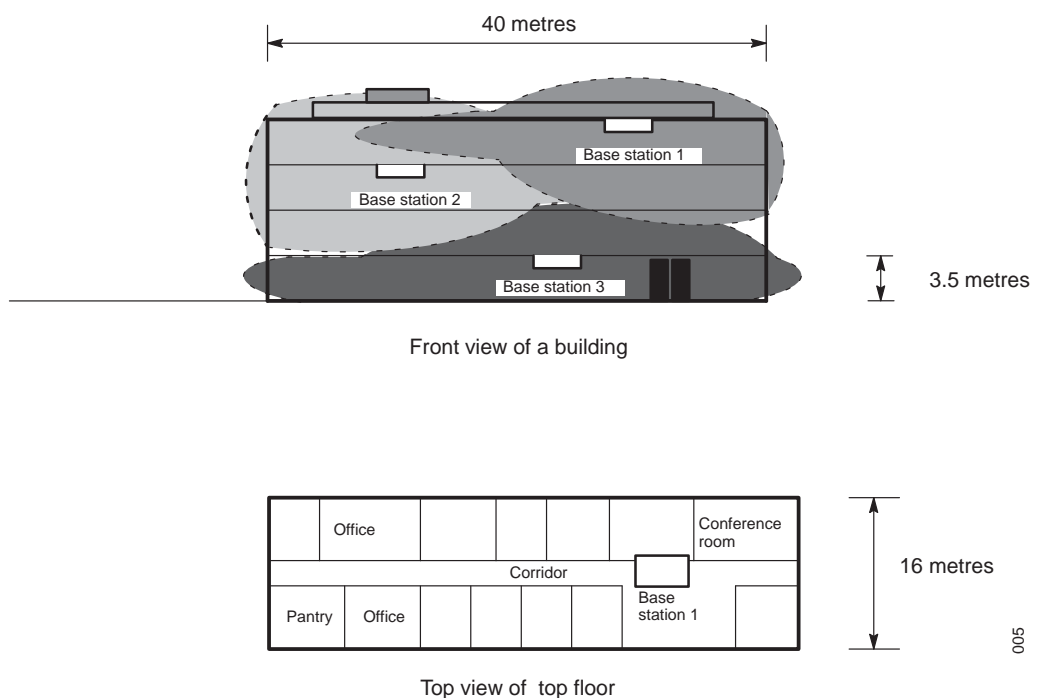 40 metres
Base station 1
Base station 2
Base station 3
3.5 metres
Front view of a building
Office
Conference
room
Corridor
16 metres
Pantry
Office
Base
station 1
005
Top view of top floor